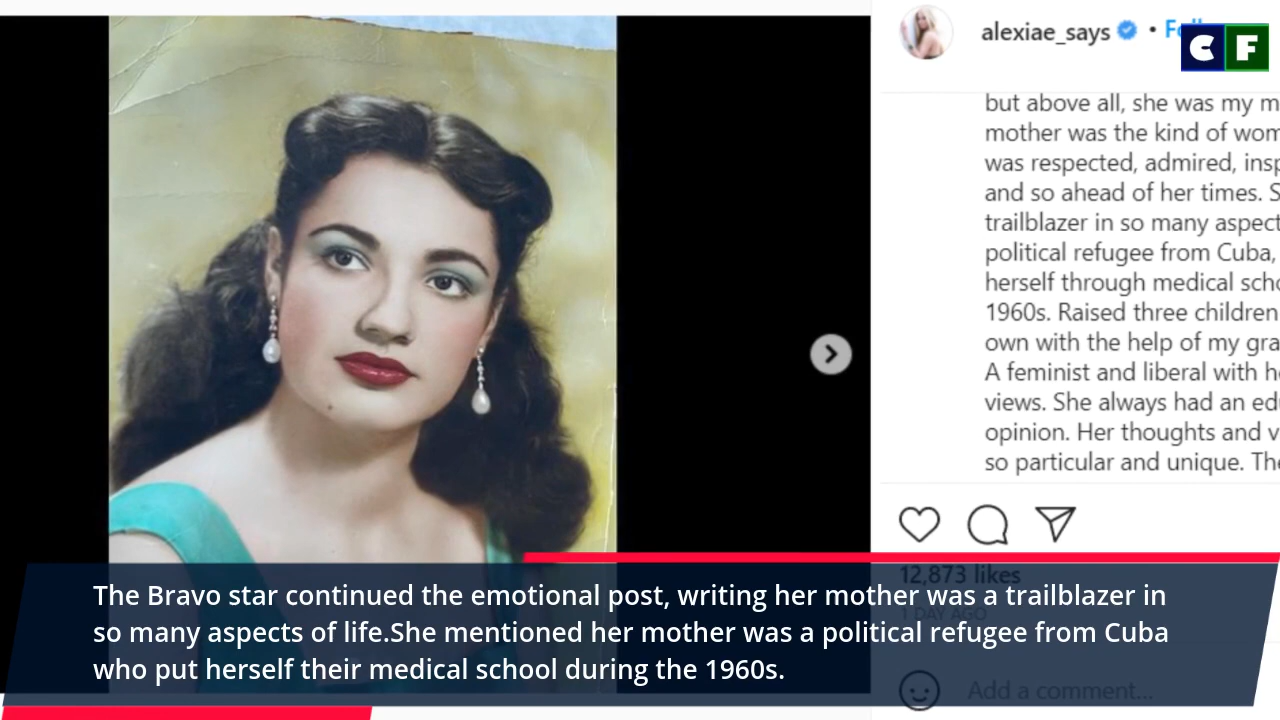 alexiae_says
CF
but above all, she was my m
mother was the kind of wom
was respected, admired, insp
and so ahead of her times. S
trailblazer in so many aspect
political refugee from Cuba,
herself through medical scho
1960s. Raised three children
own with the help of my gra
A feminist and liberal with he
views. She always had an edu
opinion. Her thoughts and v
so particular and unique. The
12,873 likes
1 DAY AGO
The Bravo star continued the emotional post, writing her mother was a trailblazer in
so many aspects of life.She mentioned her mother was a political refugee from Cuba
who put herself their medical school during the 1960s.
Add a comment...